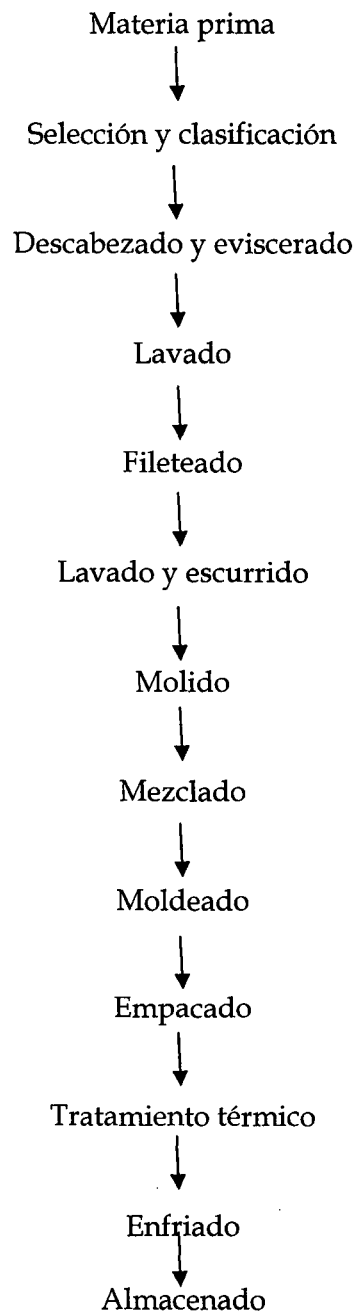 Materia prima
Selección y clasificación
Descabezado y eviscerado
Lavado
Fileteado
Lavado y escurrido
Molido
Mezclado
Moldeado
Empacado
Tratamiento térmico
Enfriado
Almacenado